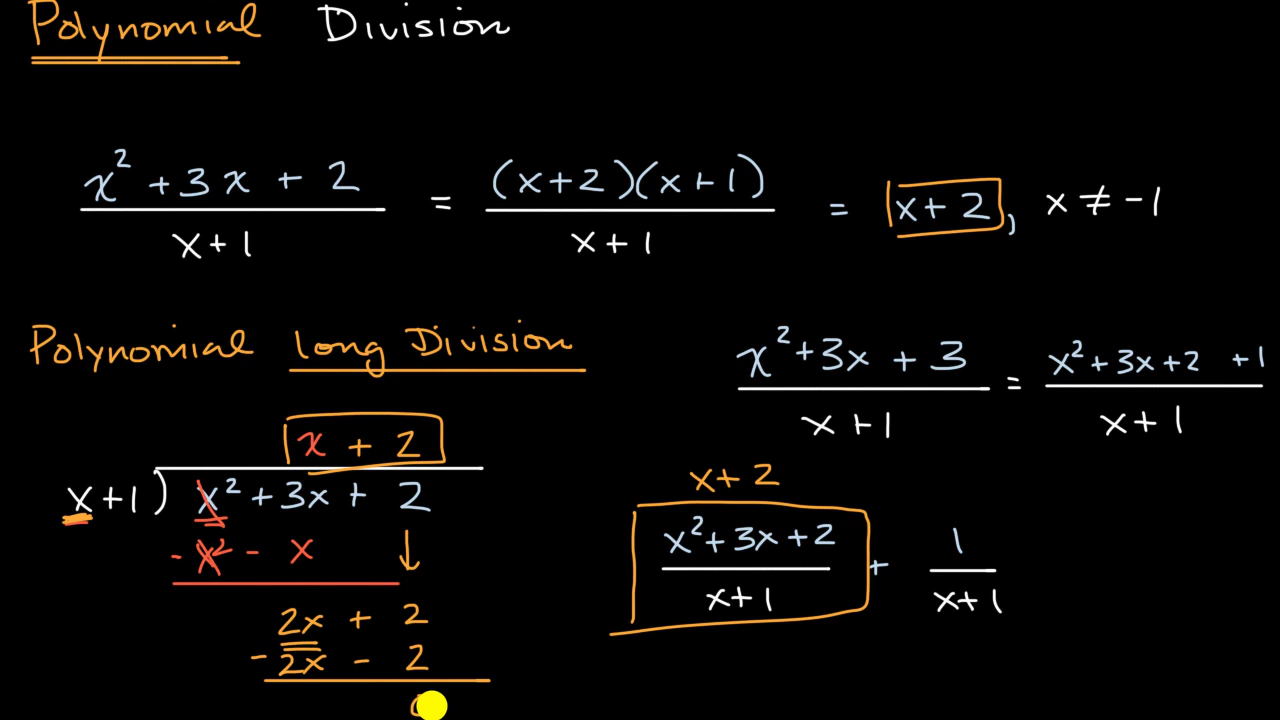 Polynomial Division
x² + 3x + 2 / x + 1 = (x+2)(x+1) / x + 1 = x + 2, x ≠ -1
Polynomial long Division
x + 2
x+1 ) x² + 3x + 2
- x² - x ↓
2x + 2
- 2x - 2
0
x² + 3x + 3 / x + 1 = x² + 3x + 2 + 1 / x + 1
x + 2
x² + 3x + 2 / x + 1 + 1 / x + 1